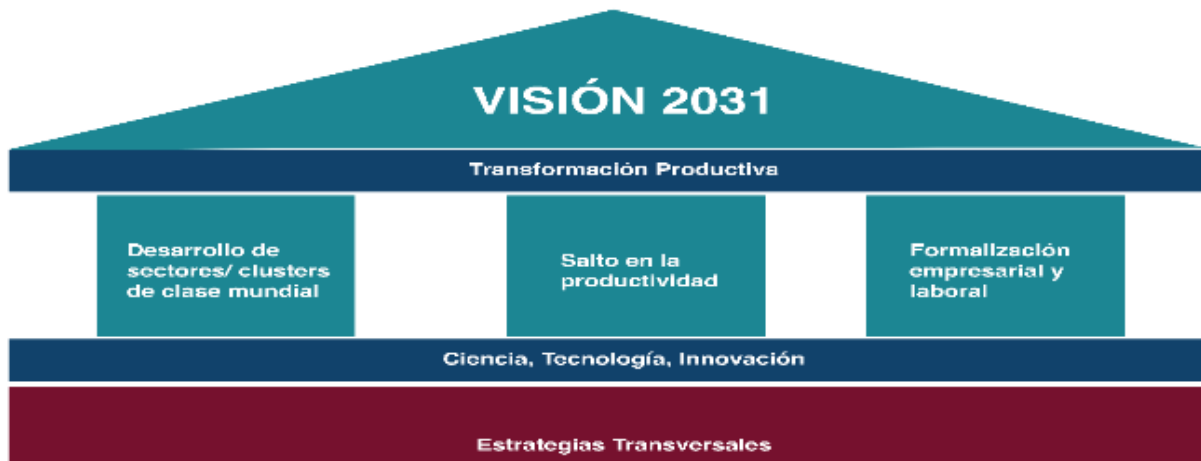 VISIÓN 2031
Transformación Productiva
Desarrollo de
sectores/ clusters
de clase mundial
Salto en la
productividad
Formalización
empresarial y
laboral
Ciencia, Tecnología, Innovación
Estrategias Transversales